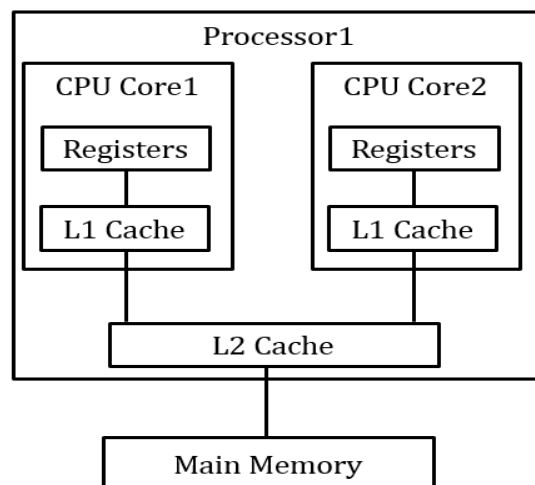 Processor1
CPU Core1
CPU Core2
Registers
Registers
L1 Cache
L1 Cache
L2 Cache
Main Memory